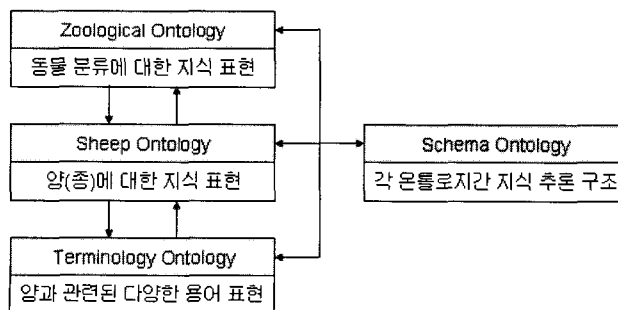 Zoological Ontology
동물 분류에 대한 지식 표현
Sheep Ontology
양(종)에 대한 지식 표현
Schema Ontology
각 온톨로지간 지식 추론 구조
Terminology Ontology
양과 관련된 다양한 용어 표현